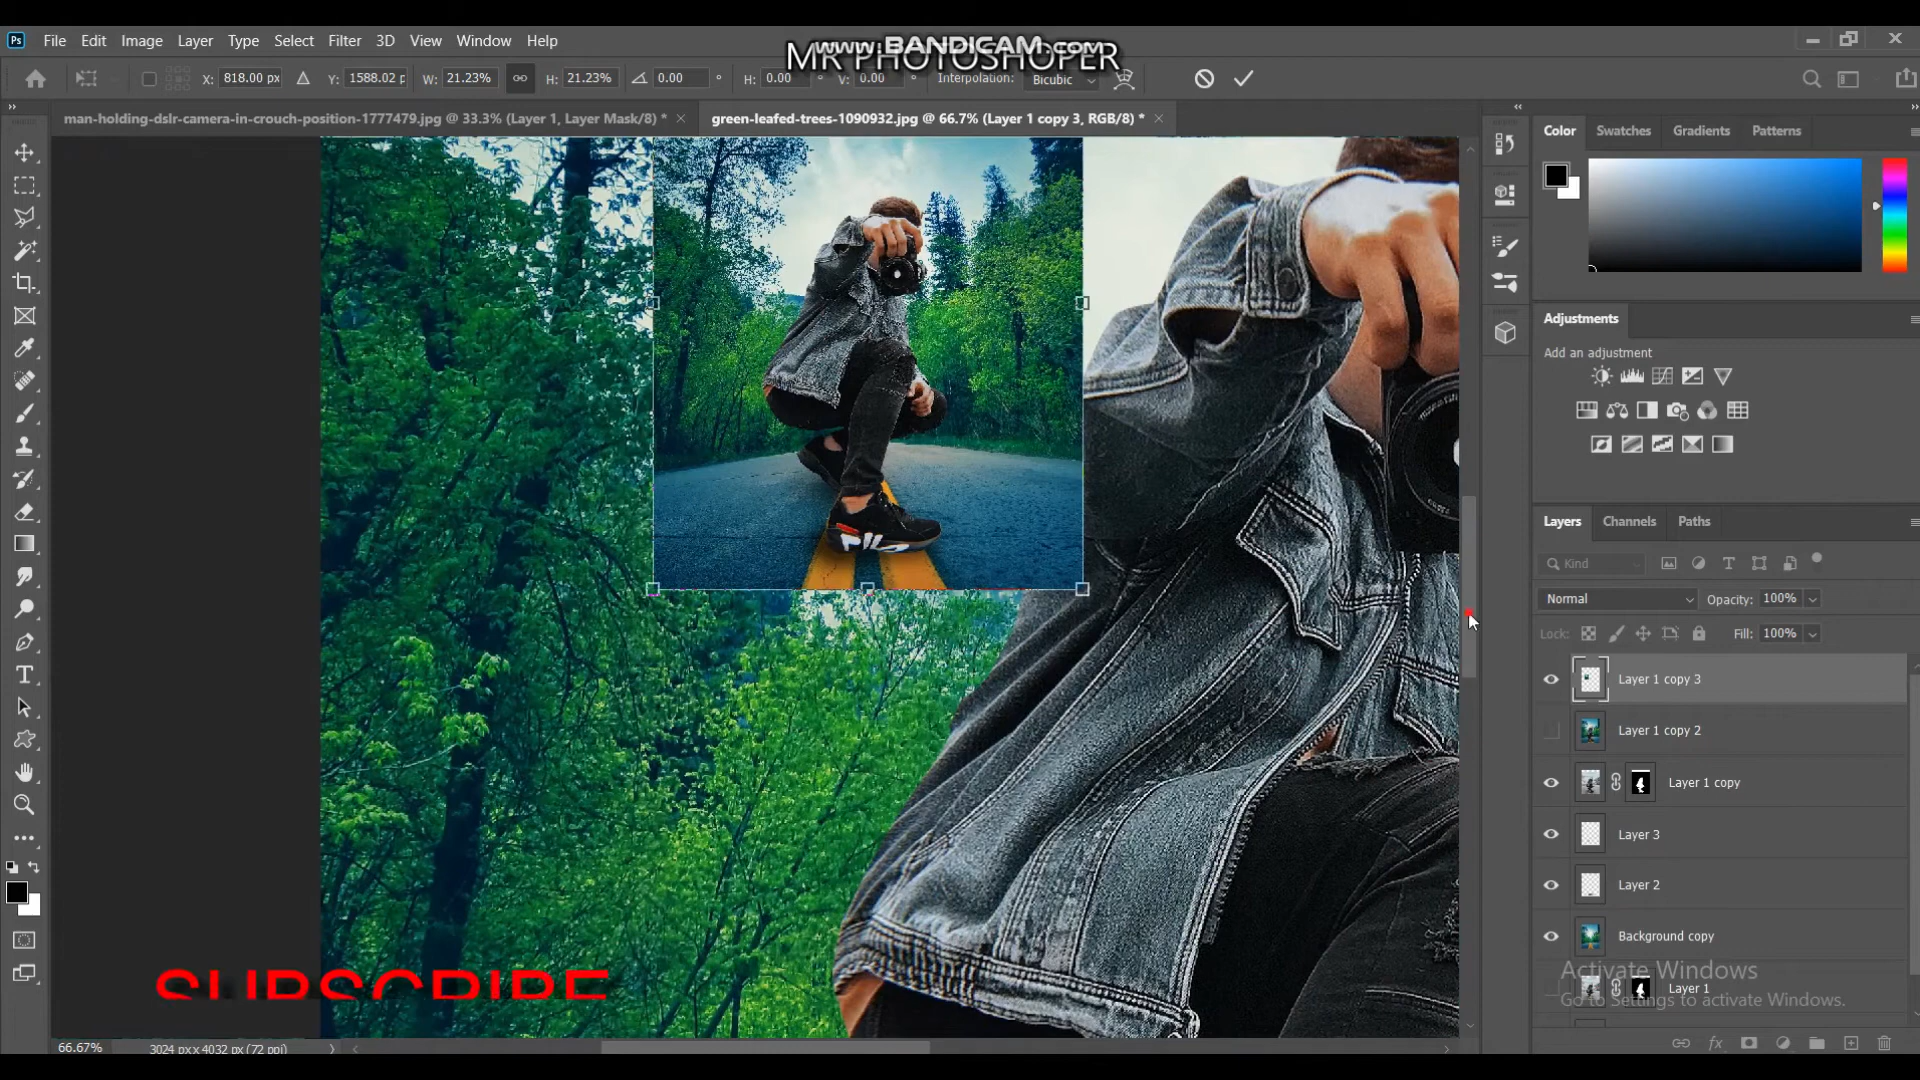 File Edit Image Layer Type Select Filter 3D View Window Help
www.BANDICAM.com
MR PHOTOSHOPER
X: 818.00 px Y: 1588.02 p W: 21.23% H: 21.23% 0.00 ° H: 0.00 ° V: 0.00 ° Interpolation: Bicubic
man-holding-dslr-camera-in-crouch-position-1777479.jpg @ 33.3% (Layer 1, Layer Mask/8) *
green-leafed-trees-1090932.jpg @ 66.7% (Layer 1 copy 3, RGB/8) *
Color Swatches Gradients Patterns
Adjustments
Add an adjustment
Layers Channels Paths
Kind
Normal Opacity: 100%
Lock: Fill: 100%
Layer 1 copy 3
Layer 1 copy 2
Layer 1 copy
Layer 3
Layer 2
Background copy
Layer 1
Activate Windows
Go to Settings to activate Windows.
SUBSCRIBE
66.67% 3024 px x 4032 px (72 ppi)